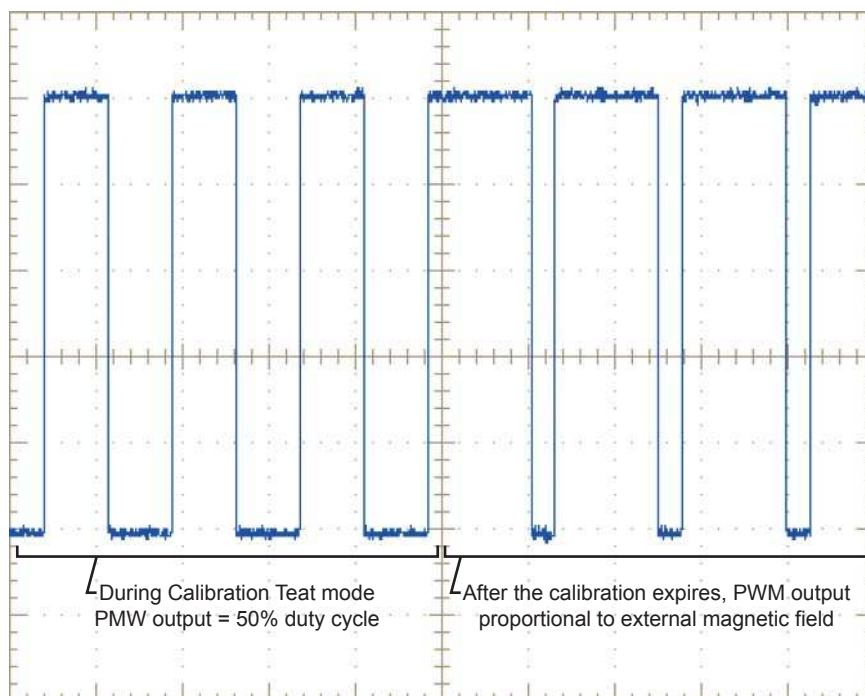 During Calibration Teat mode
PMW output = 50% duty cycle
After the calibration expires, PWM output
proportional to external magnetic field